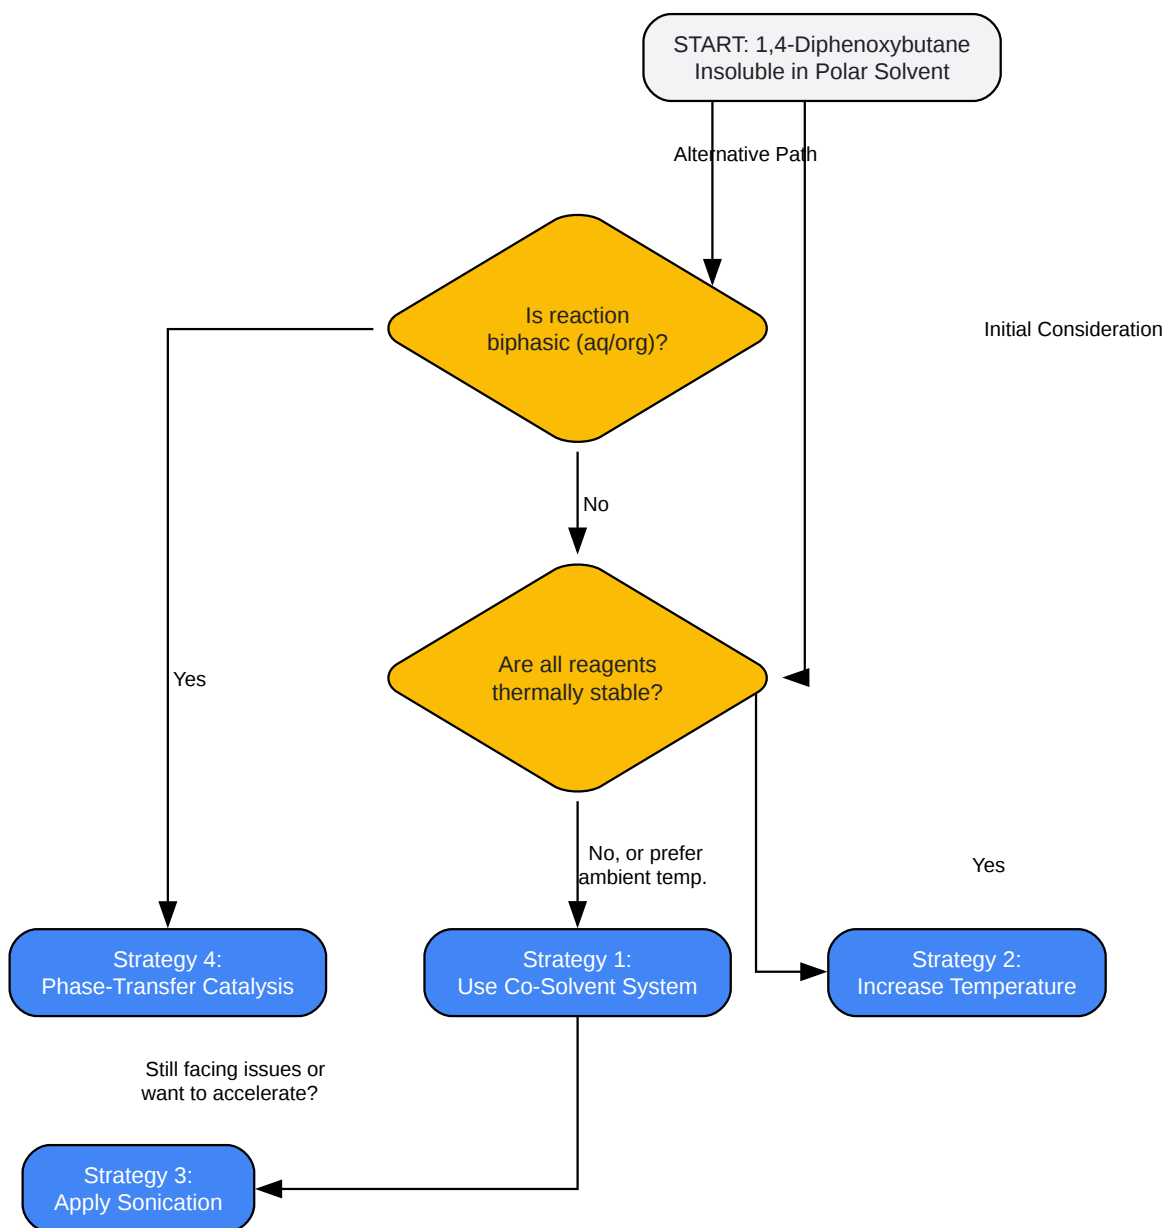 START: 1,4-Diphenoxybutane
Insoluble in Polar Solvent
Alternative Path
Is reaction
biphasic (aq/org)?
Initial Consideration
No
Are all reagents
thermally stable?
Yes
No, or prefer
ambient temp.
Yes
Strategy 4:
Phase-Transfer Catalysis
Strategy 1:
Use Co-Solvent System
Strategy 2:
Increase Temperature
Still facing issues or
want to accelerate?
Strategy 3:
Apply Sonication